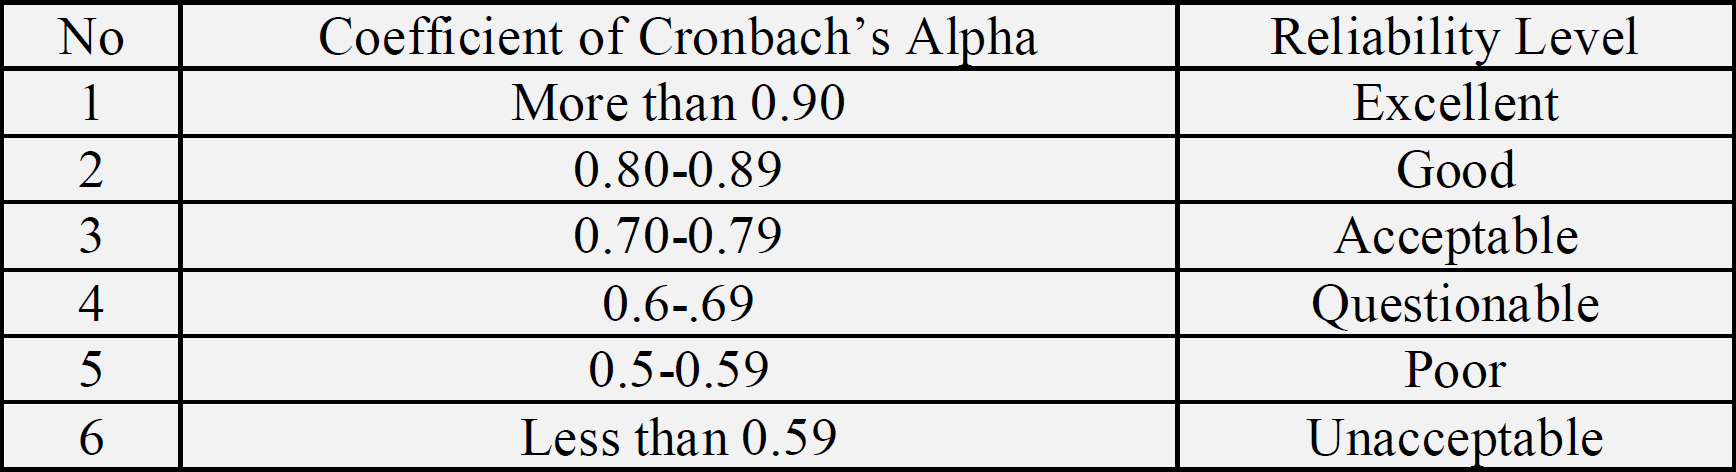 No Coefficient of Cronbach’s Alpha Reliability Level
1 More than 0.90 Excellent
2 0.80-0.89 Good
3 0.70-0.79 Acceptable
4 0.6-.69 Questionable
5 0.5-0.59 Poor
6 Less than 0.59 Unacceptable